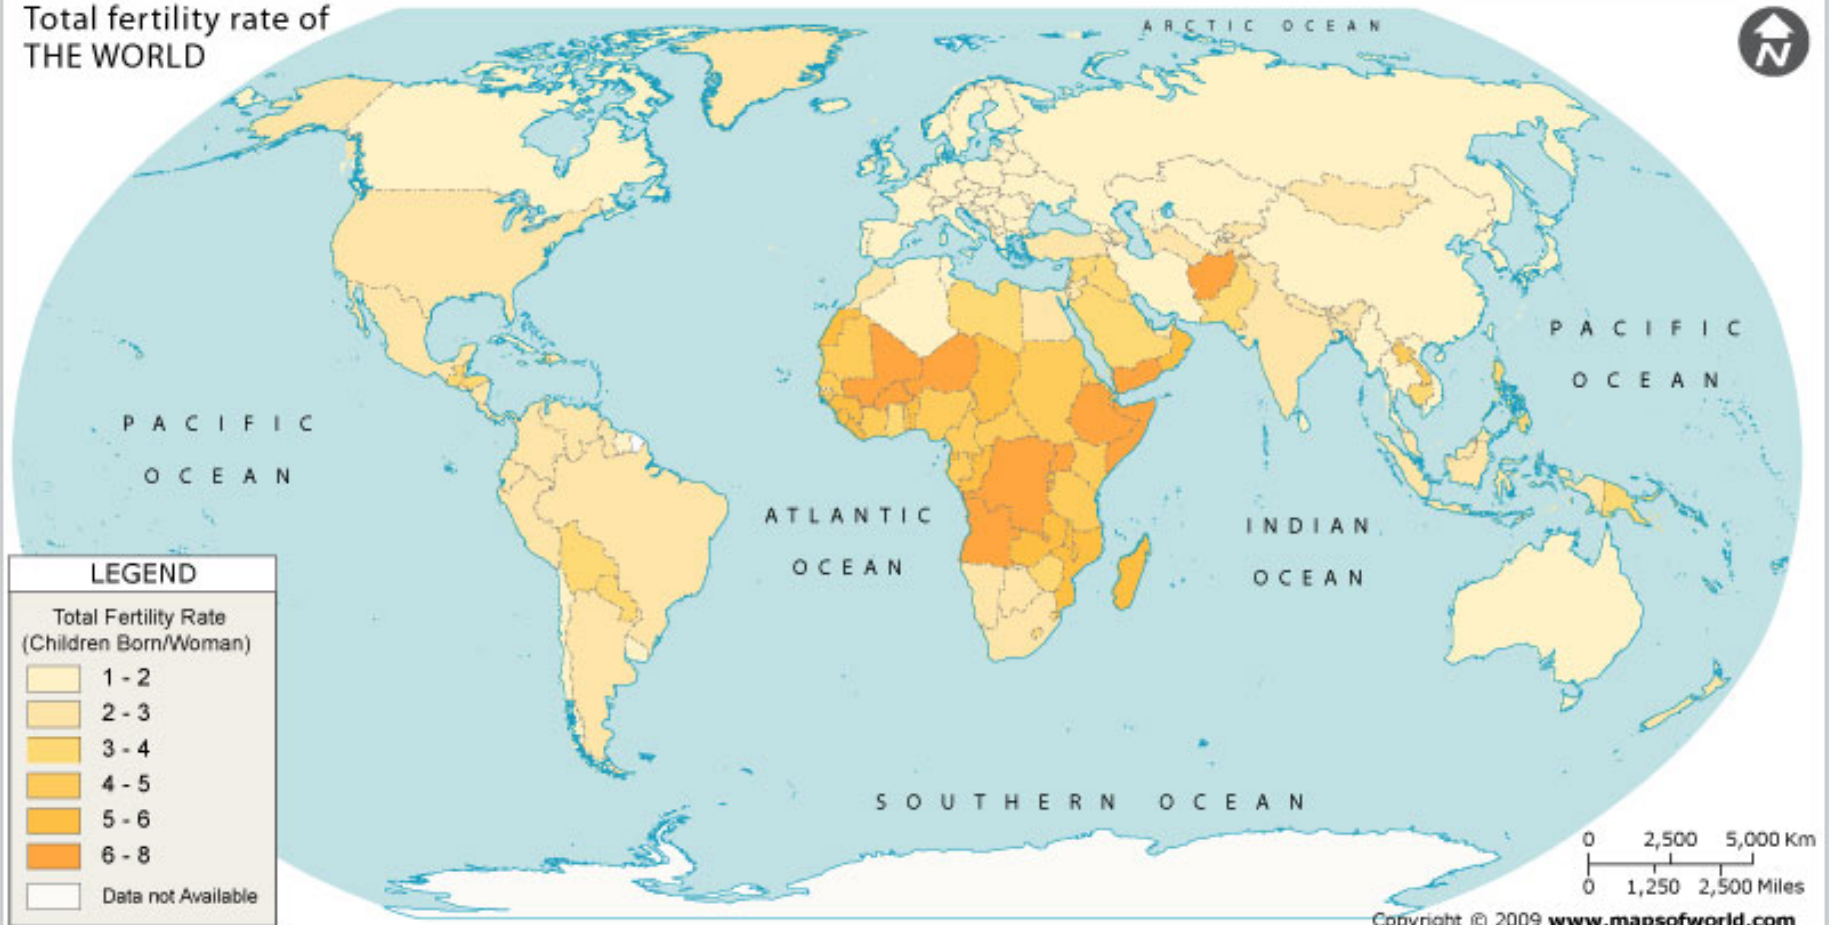 Total fertility rate of
THE WORLD
ARCTIC OCEAN
N
PACIFIC
OCEAN
PACIFIC
OCEAN
ATLANTIC
OCEAN
INDIAN
OCEAN
SOUTHERN OCEAN
LEGEND
Total Fertility Rate
(Children Born/Woman)
1 - 2
2 - 3
3 - 4
4 - 5
5 - 6
6 - 8
Data not Available
0 2,500 5,000 Km
0 1,250 2,500 Miles
Copyright © 2009 www.mapsofworld.com